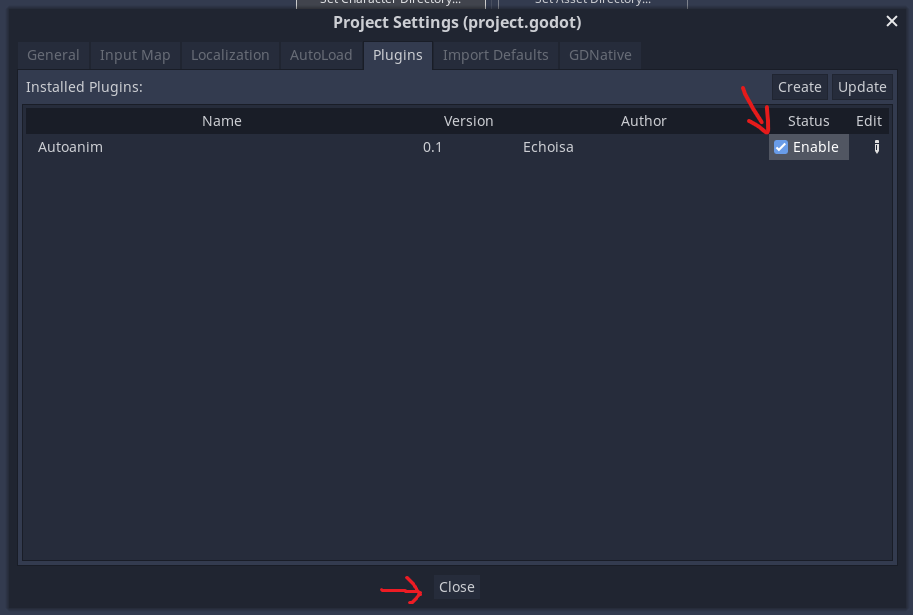 Set Character Directory... Set Asset Directory...
Project Settings (project.godot)
General Input Map Localization AutoLoad Plugins Import Defaults GDNative
Installed Plugins: Create Update
Name Version Author Status Edit
Autoanim 0.1 Echoisa Enable
Close